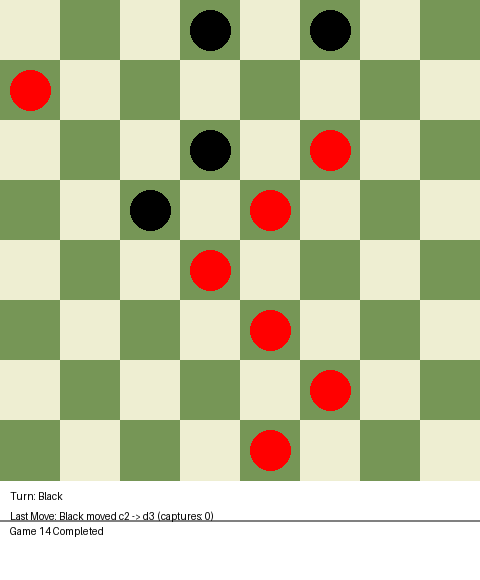 Turn: Black
Last Move: Black moved c2 -> d3 (captures: 0)
Game 14 Completed